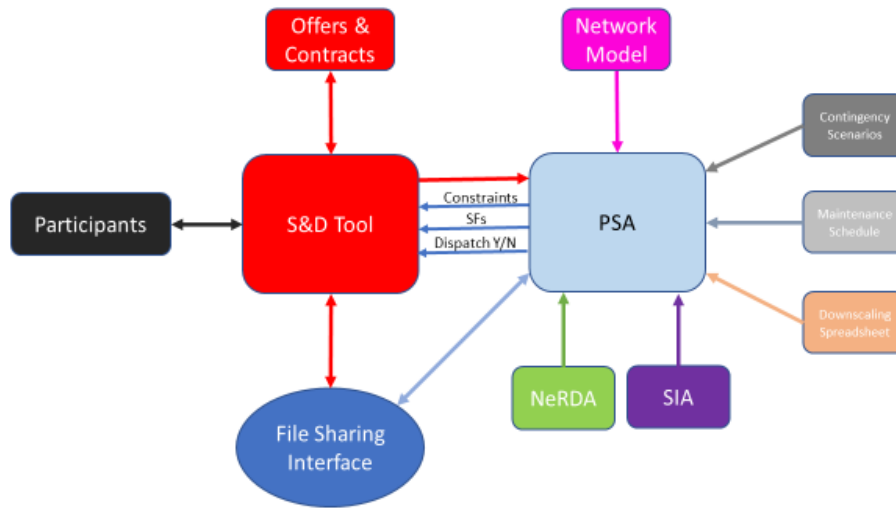 Offers &
Contracts
Network
Model
Contingency
Scenarios
Participants
S&D Tool
Constraints
SFs
Dispatch Y/N
PSA
Maintenance
Schedule
Downscaling
Spreadsheet
NeRDA
SIA
File Sharing
Interface